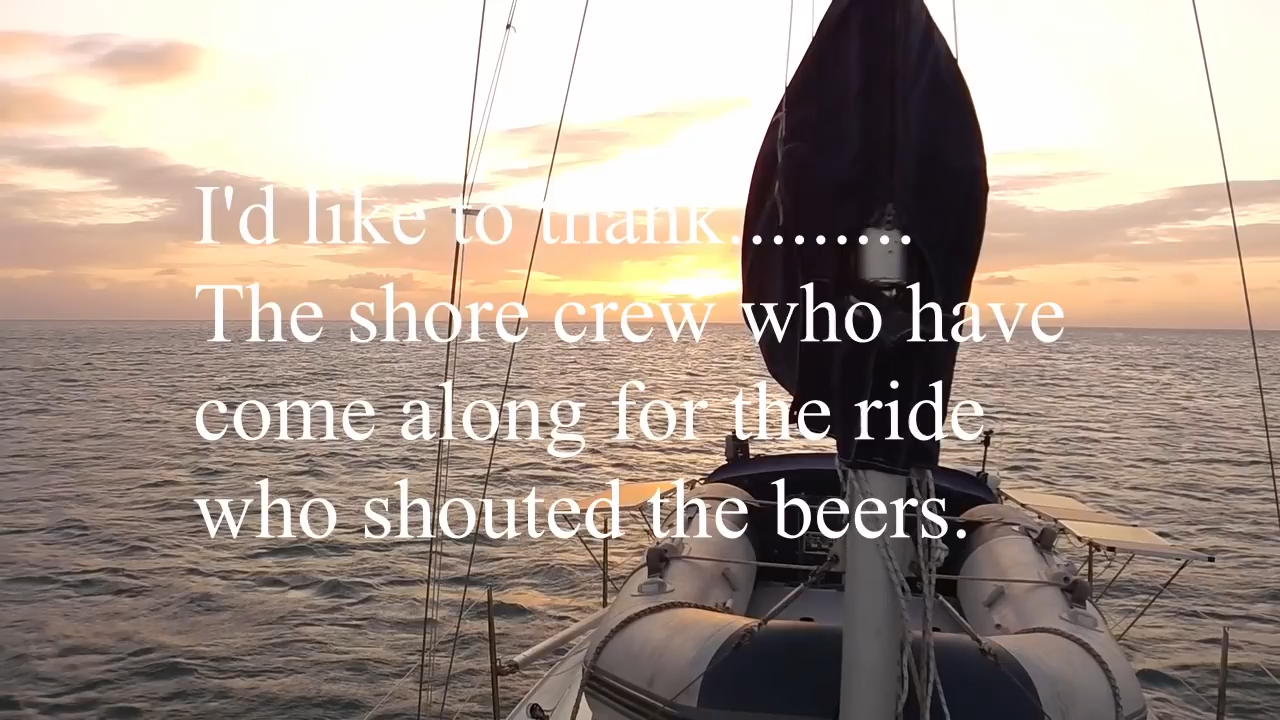 I'd like to thank.........
The shore crew who have
come along for the ride
who shouted the beers.